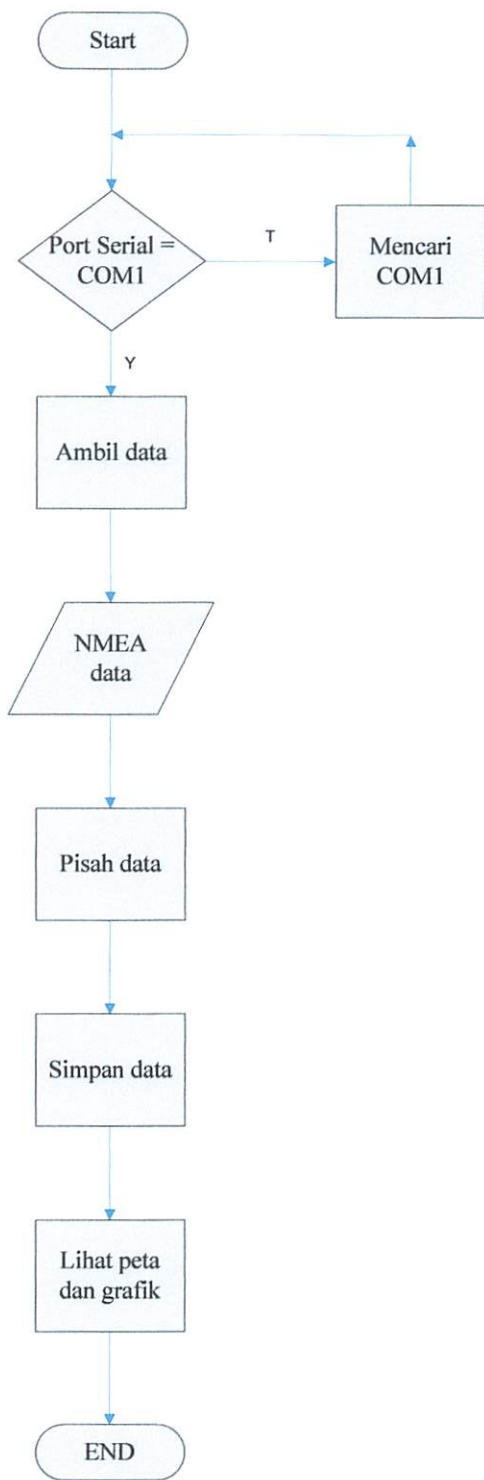 Start
Port Serial =
COM1
T
Mencari
COM1
Y
Ambil data
NMEA
data
Pisah data
Simpan data
Lihat peta
dan grafik
END